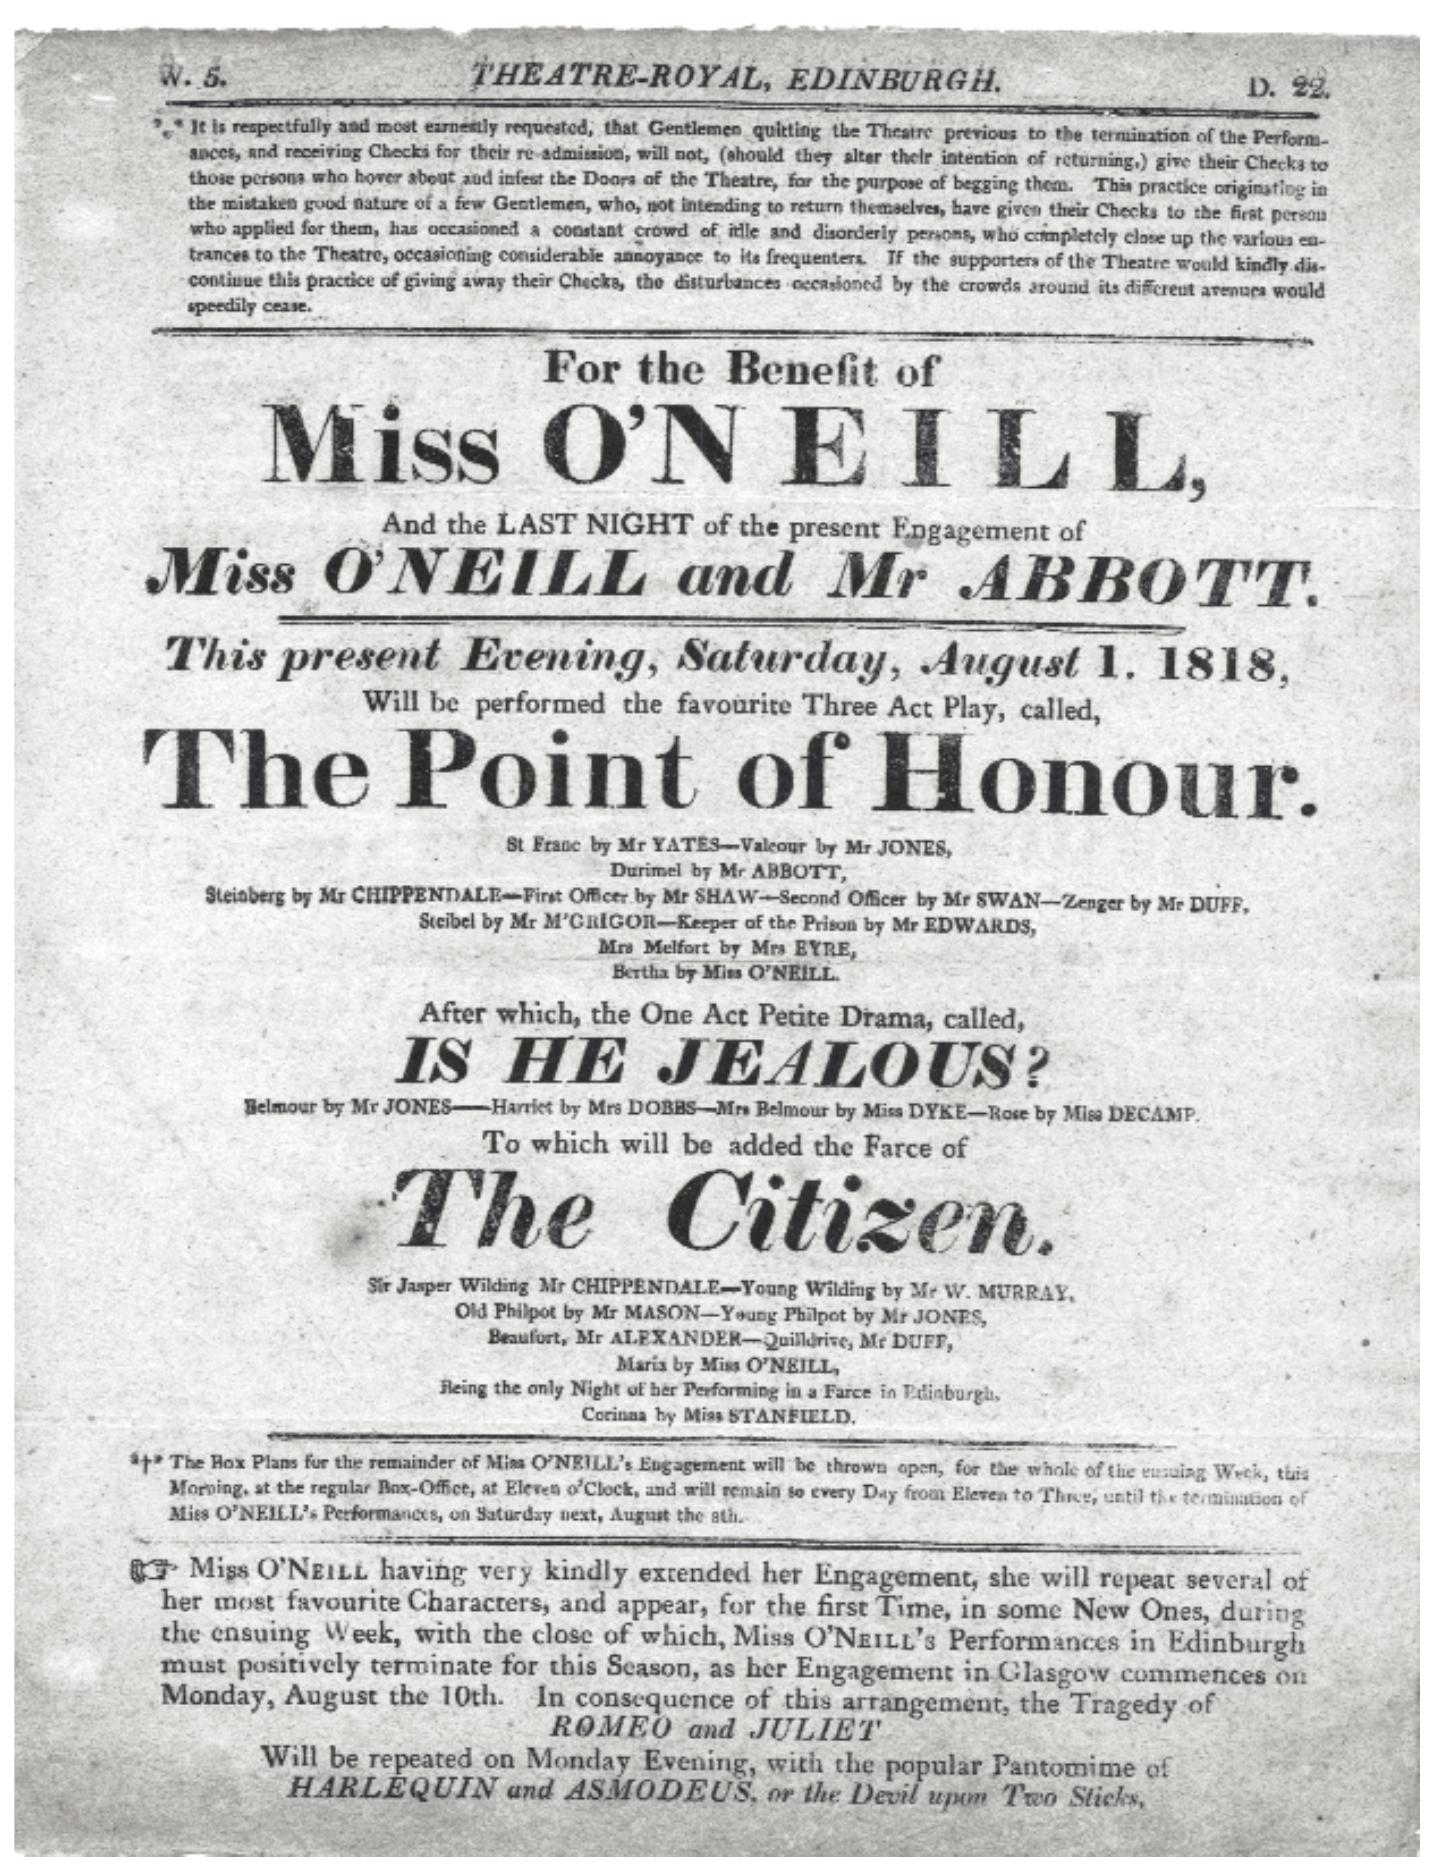 W. 5. THEATRE-ROYAL, EDINBURGH. D. 22.
*,* It is respectfully and most earnestly requested, that Gentlemen quitting the Theatre previous to the termination of the Perform-
ances, and receiving Checks for their re-admission, will not, (should they alter their intention of returning,) give their Checks to
those persons who hover about and infest the Doors of the Theatre, for the purpose of begging them. This practice originating in
the mistaken good nature of a few Gentlemen, who, not intending to return themselves, have given their Checks to the first person
who applied for them, has occasioned a constant crowd of idle and disorderly persons, who completely close up the various en-
trances to the Theatre, occasioning considerable annoyance to its frequenters. If the supporters of the Theatre would kindly dis-
continue this practice of giving away their Checks, the disturbances occasioned by the crowds around its different avenues would
speedily cease.
For the Benefit of
Miss O'NEILL,
And the LAST NIGHT of the present Engagement of
Miss O'NEILL and Mr ABBOTT.
This present Evening, Saturday, August 1. 1818,
Will be performed the favourite Three Act Play, called,
The Point of Honour.
St Franc by Mr YATES—Valcour by Mr JONES,
Durimel by Mr ABBOTT,
Steinberg by Mr CHIPPENDALE—First Officer by Mr SHAW—Second Officer by Mr SWAN—Zenger by Mr DUFF,
Steibel by Mr M'GRIGOR—Keeper of the Prison by Mr EDWARDS,
Mrs Melfort by Mrs EYRE,
Bertha by Miss O'NEILL.
After which, the One Act Petite Drama, called,
IS HE JEALOUS?
Belmour by Mr JONES——Harriet by Mrs DOBBS—Mrs Belmour by Miss DYKE—Rose by Miss DECAMP.
To which will be added the Farce of
The Citizen.
Sir Jasper Wilding Mr CHIPPENDALE—Young Wilding by Mr W. MURRAY,
Old Philpot by Mr MASON—Young Philpot by Mr JONES,
Beaufort, Mr ALEXANDER—Quilldrive, Mr DUFF,
Maria by Miss O'NEILL,
Being the only Night of her Performing in a Farce in Edinburgh.
Corinna by Miss STANFIELD.
*†* The Box Plans for the remainder of Miss O'NEILL's Engagement will be thrown open, for the whole of the ensuing Week, this
Morning, at the regular Box-Office, at Eleven o'Clock, and will remain so every Day from Eleven to Three, until the termination of
Miss O'NEILL's Performances, on Saturday next, August the 8th.
☞ Miss O'NEILL having very kindly extended her Engagement, she will repeat several of
her most favourite Characters, and appear, for the first Time, in some New Ones, during
the ensuing Week, with the close of which, Miss O'NEILL's Performances in Edinburgh
must positively terminate for this Season, as her Engagement in Glasgow commences on
Monday, August the 10th. In consequence of this arrangement, the Tragedy of
ROMEO and JULIET
Will be repeated on Monday Evening, with the popular Pantomime of
HARLEQUIN and ASMODEUS, or the Devil upon Two Sticks,